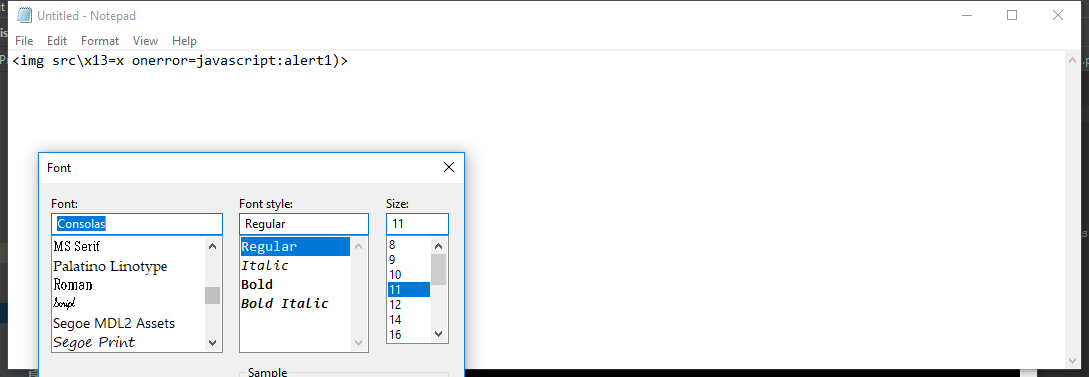 Untitled - Notepad
File Edit Format View Help
<img src\x13=x onerror=javascript:alert1)>
Font
Font: Font style: Size:
Consolas Regular 11
MS Serif Regular 8
Palatino Linotype Italic 9
Roman Bold 10
Script Bold Italic 11
Segoe MDL2 Assets 12
Segoe Print 14
16
Sample